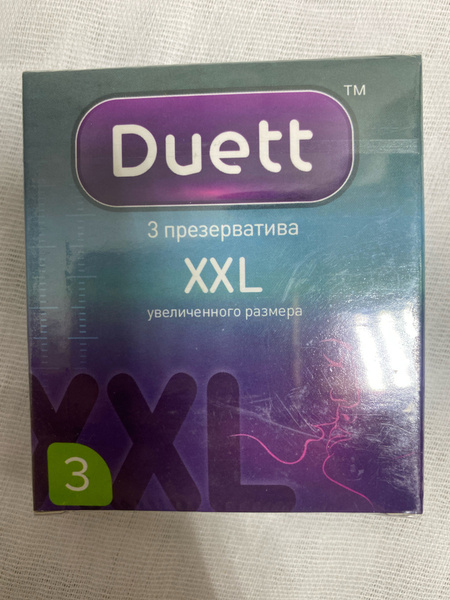 Duett
TM
3 презерватива
XXL
увеличенного размера
XXL
3